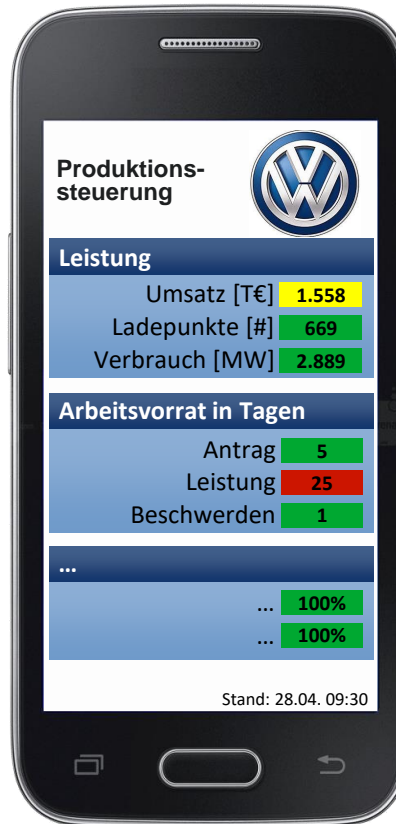 Produktions-
steuerung
Leistung
Umsatz [T€] 1.558
Ladepunkte [#] 669
Verbrauch [MW] 2.889
Arbeitsvorrat in Tagen
Antrag 5
Leistung 25
Beschwerden 1
...
... 100%
... 100%
Stand: 28.04. 09:30